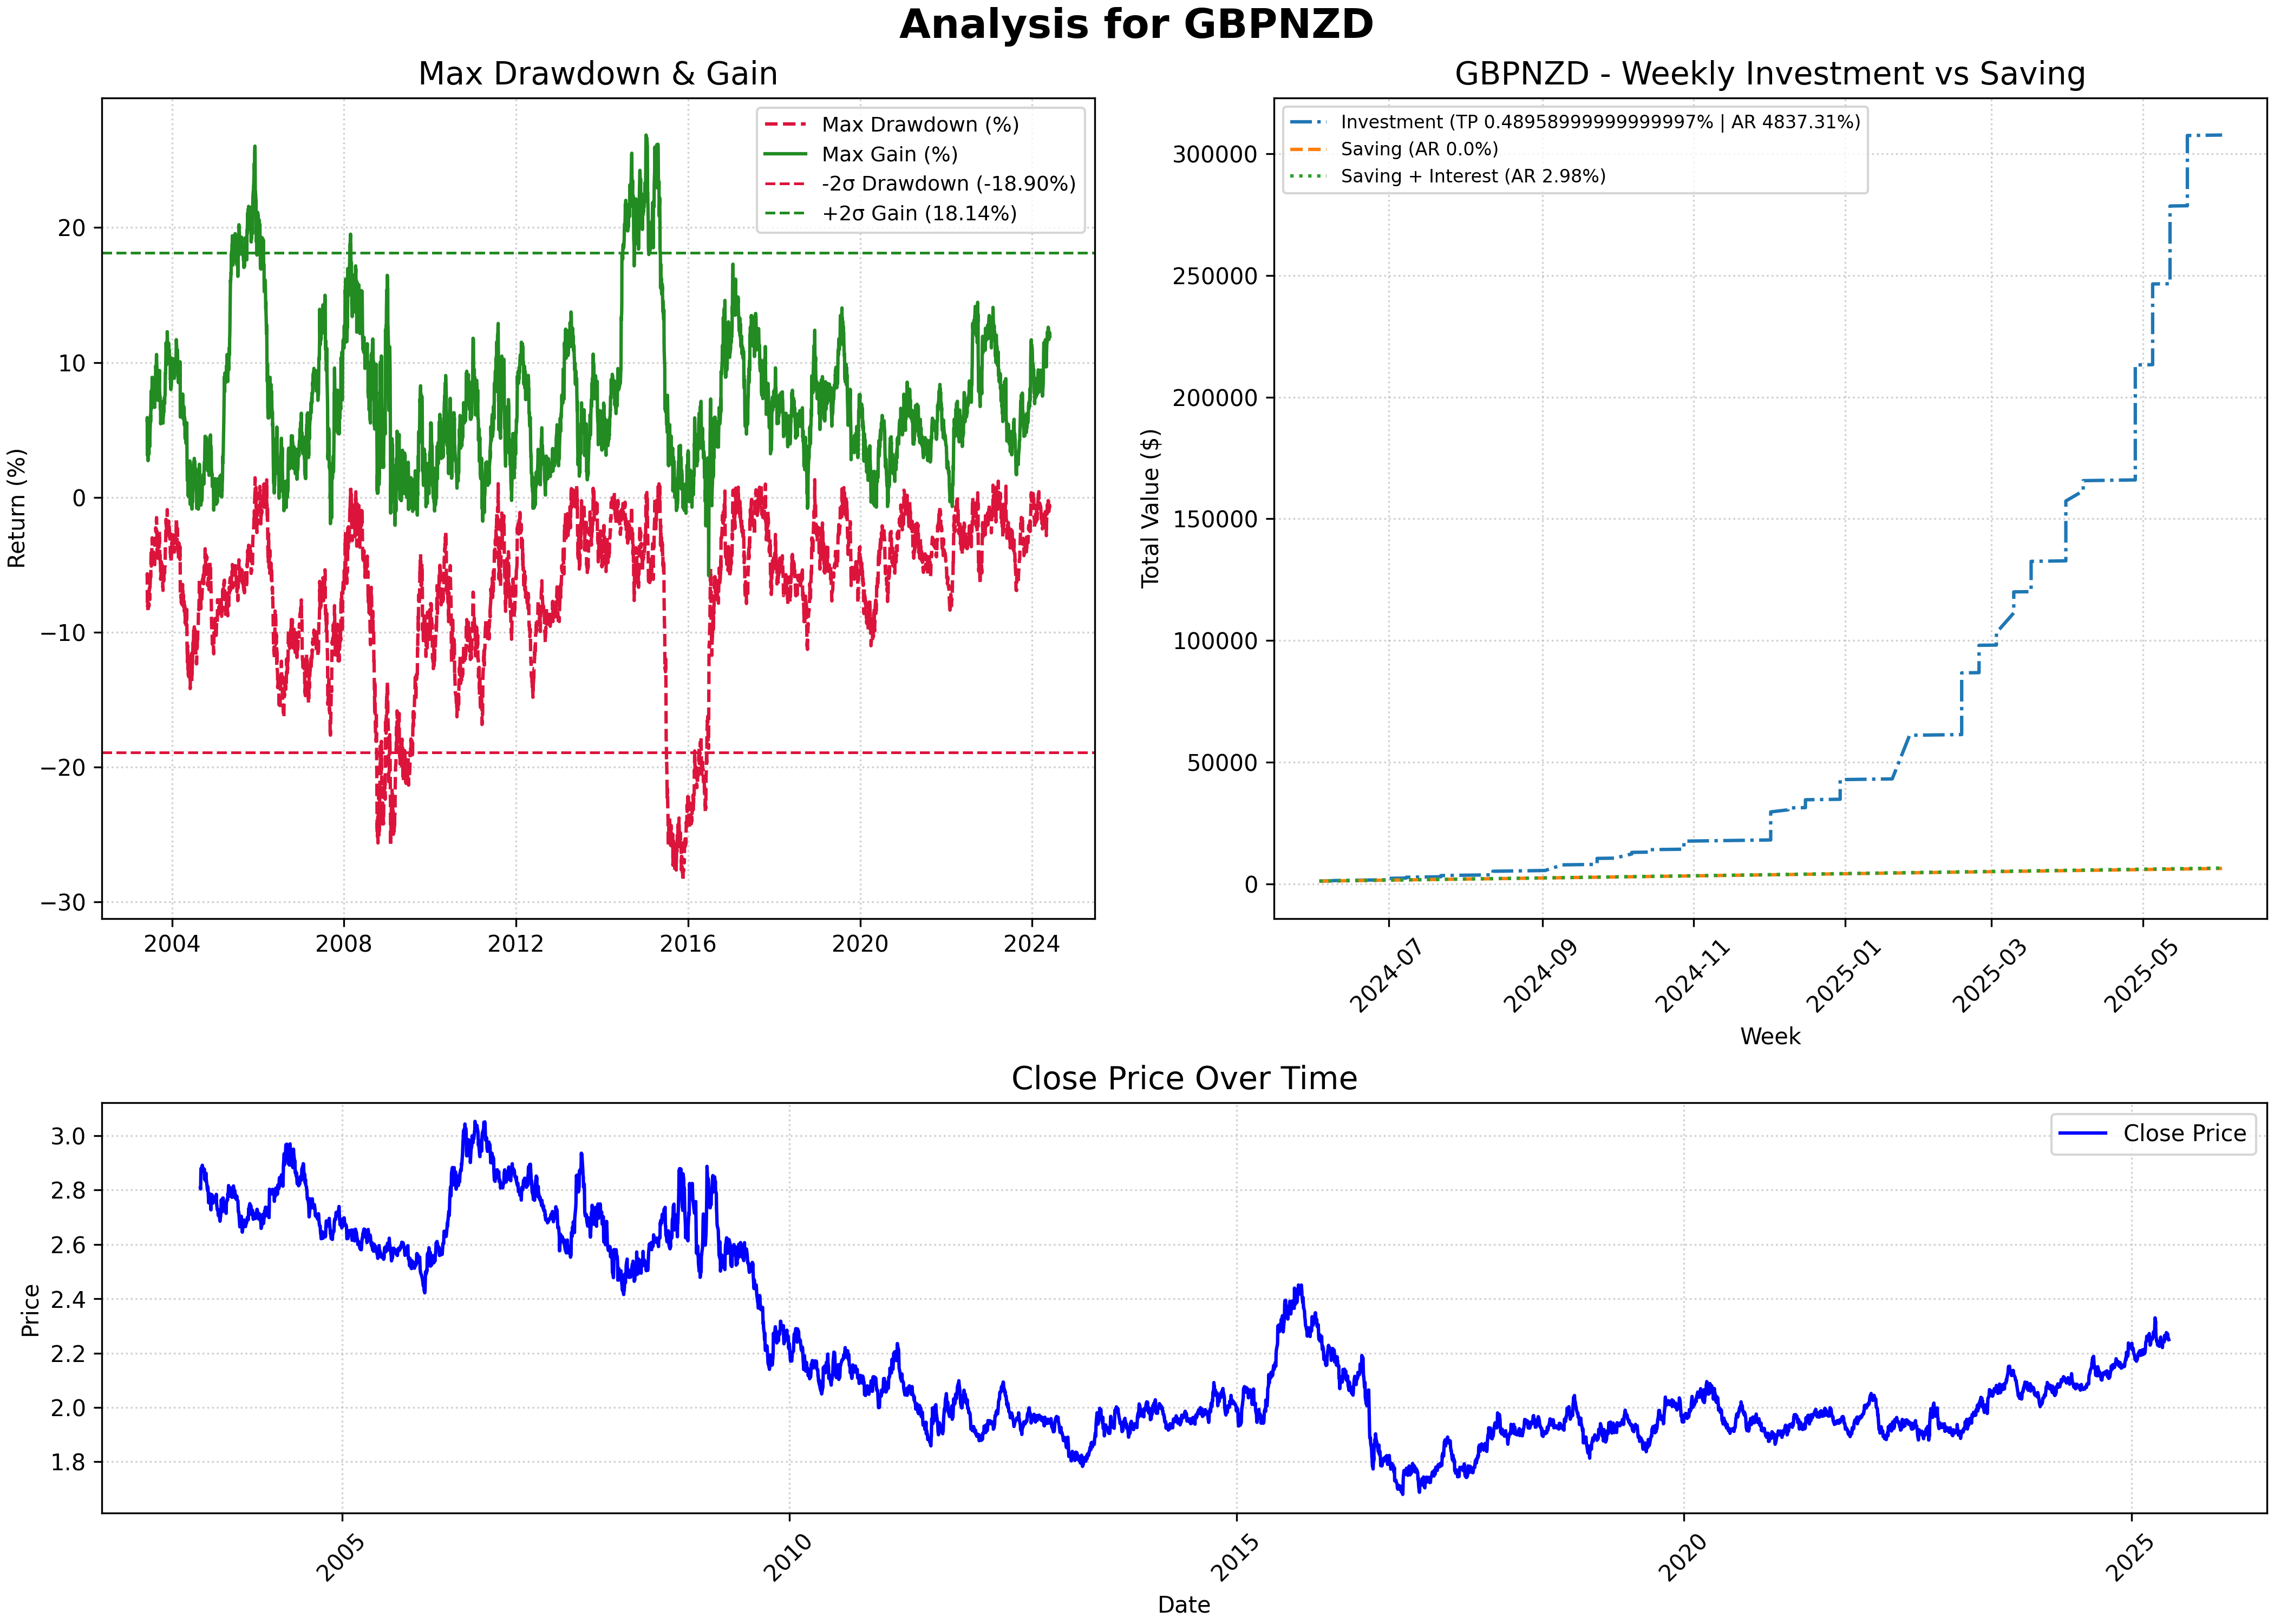 Analysis for GBPNZD
Max Drawdown & Gain
Return (%)
20
10
0
−10
−20
−30
2004
2008
2012
2016
2020
2024
Max Drawdown (%)
Max Gain (%)
-2σ Drawdown (-18.90%)
+2σ Gain (18.14%)
GBPNZD - Weekly Investment vs Saving
Total Value ($)
300000
250000
200000
150000
100000
50000
0
2024-07
2024-09
2024-11
2025-01
2025-03
2025-05
Week
Investment (TP 0.48958999999999997% | AR 4837.31%)
Saving (AR 0.0%)
Saving + Interest (AR 2.98%)
Close Price Over Time
Price
3.0
2.8
2.6
2.4
2.2
2.0
1.8
2005
2010
2015
2020
2025
Date
Close Price